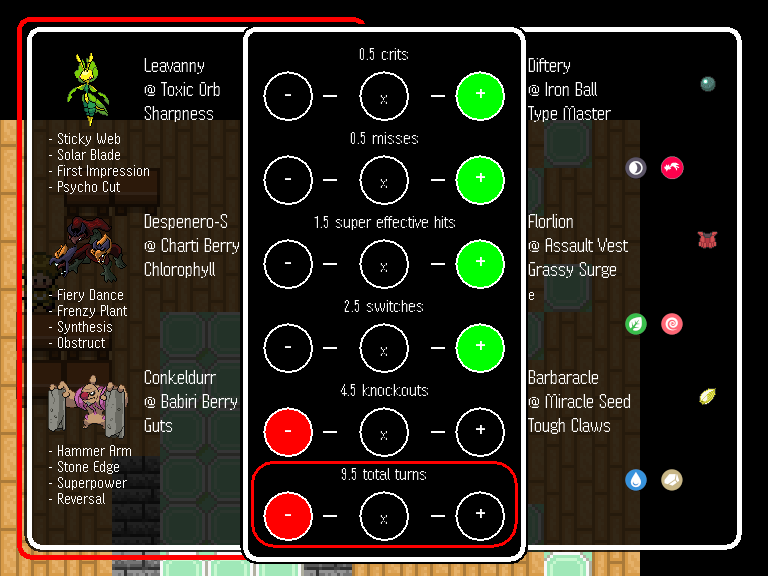 Leavanny
@ Toxic Orb
Sharpness
- Sticky Web
- Solar Blade
- First Impression
- Psycho Cut
Despenero-S
@ Charti Berry
Chlorophyll
- Fiery Dance
- Frenzy Plant
- Synthesis
- Obstruct
Conkeldurr
@ Babiri Berry
Guts
- Hammer Arm
- Stone Edge
- Superpower
- Reversal
0.5 crits
- x +
0.5 misses
- x +
1.5 super effective hits
- x +
2.5 switches
- x +
4.5 knockouts
- x +
9.5 total turns
- x +
Diftery
@ Iron Ball
Type Master
Florlion
@ Assault Vest
Grassy Surge
e
Barbaracle
@ Miracle Seed
Tough Claws